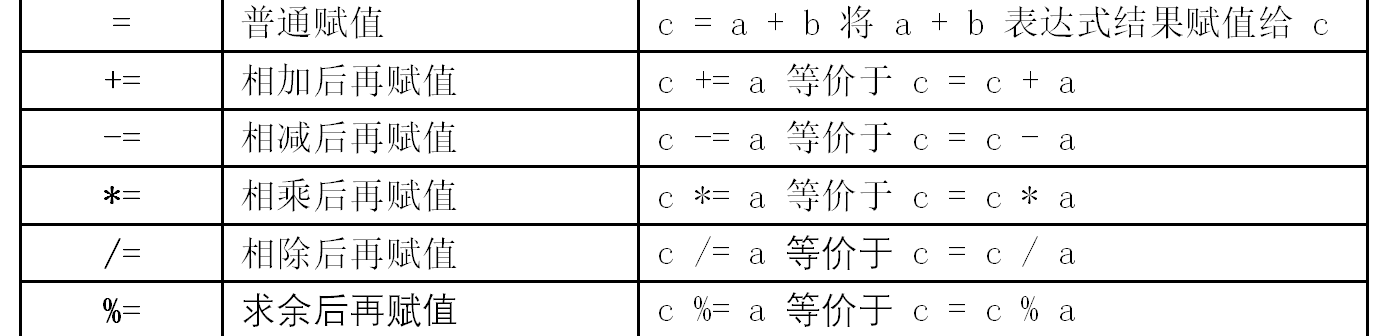 = 普通赋值 c = a + b 将 a + b 表达式结果赋值给 c
+= 相加后再赋值 c += a 等价于 c = c + a
-= 相减后再赋值 c -= a 等价于 c = c - a
*= 相乘后再赋值 c *= a 等价于 c = c * a
/= 相除后再赋值 c /= a 等价于 c = c / a
%= 求余后再赋值 c %= a 等价于 c = c % a